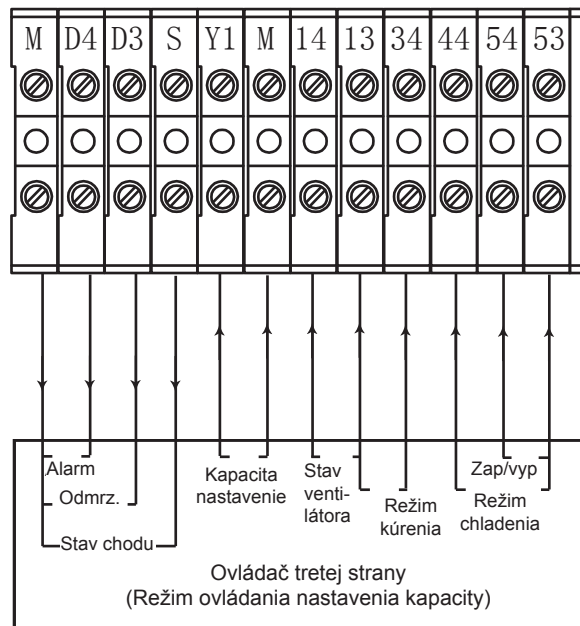 M D4 D3 S Y1 M 14 13 34 44 54 53
Alarm
Odmrz.
Stav chodu
Kapacita
nastavenie
Stav
venti-
látora
Režim
kúrenia
Zap/vyp
Režim
chladenia
Ovládač tretej strany
(Režim ovládania nastavenia kapacity)